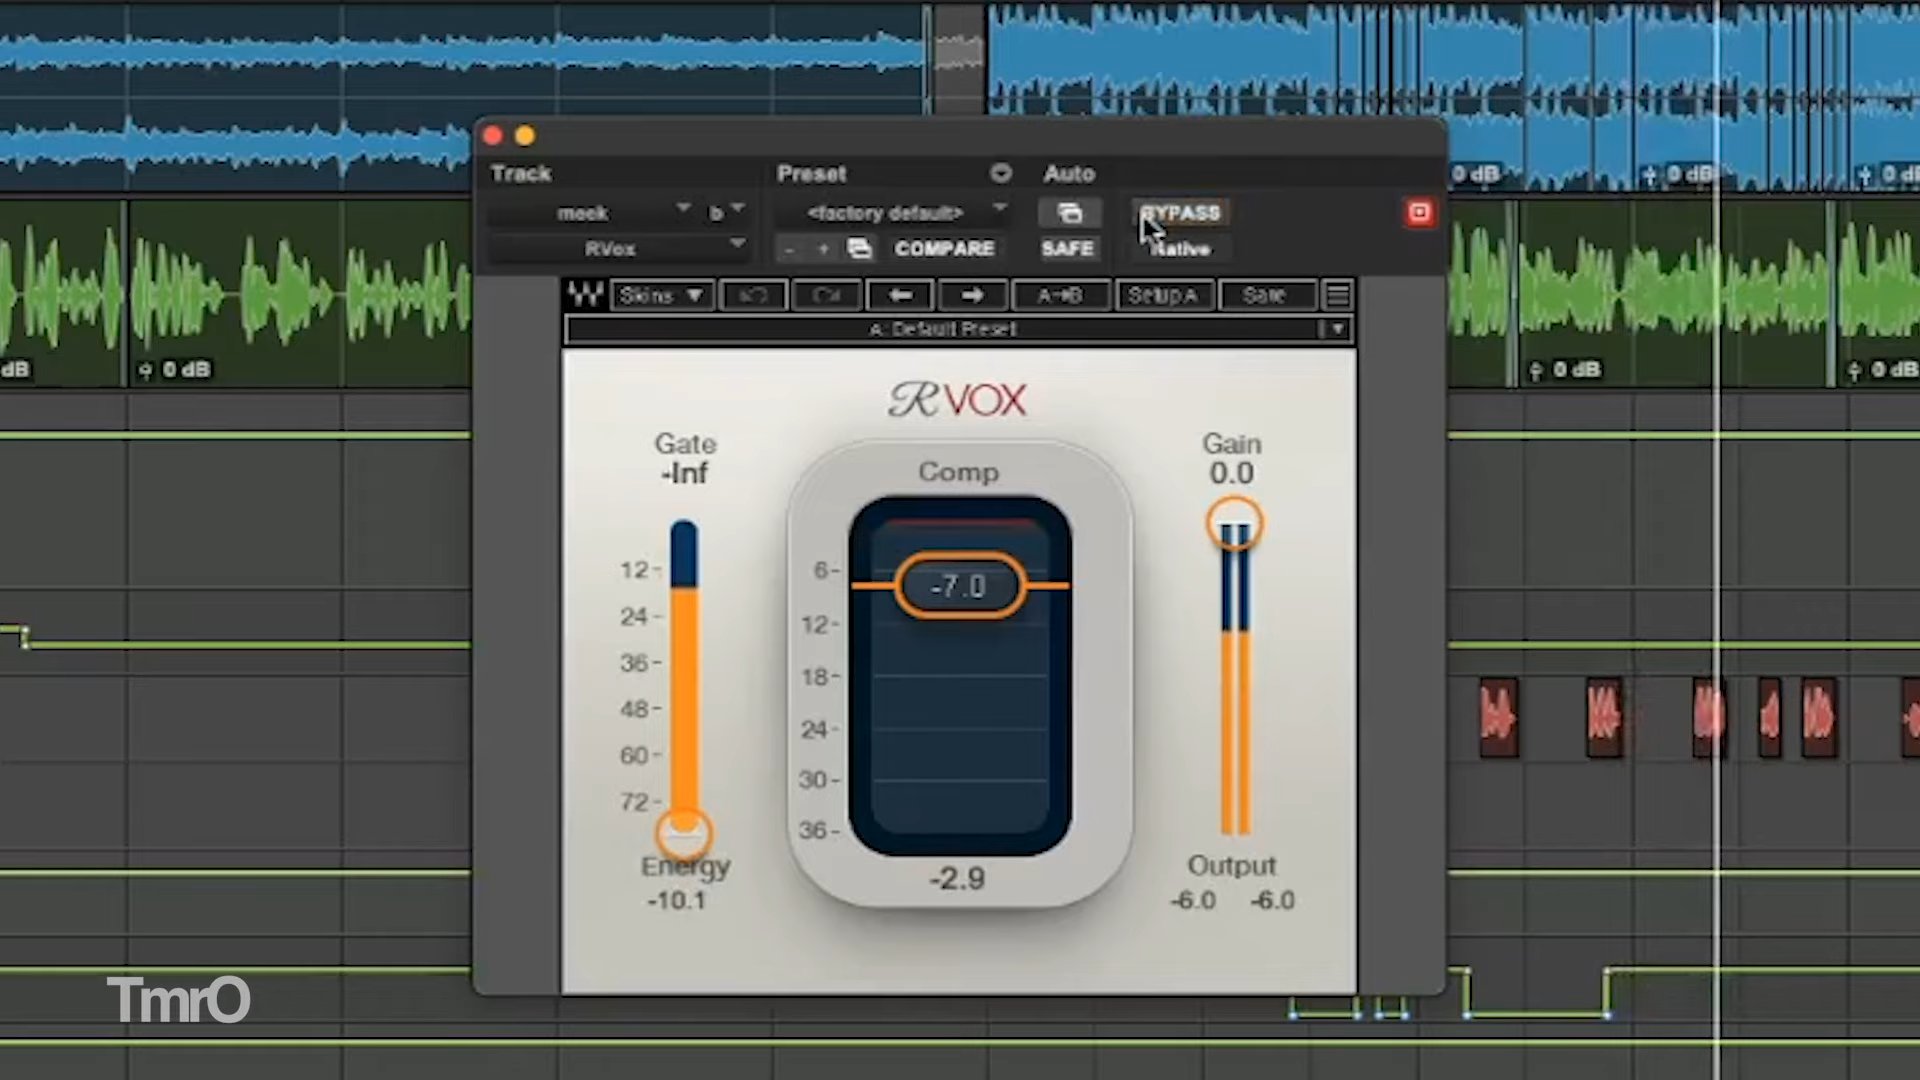 Track
Preset
Auto
meek
b
<factory default>
BYPASS
RVox
- +
COMPARE
SAFE
Native
Skins
A→B
Setup A
Save
A: Default Preset
0 dB
0 dB
0 d
dB
0 dB
0 dB
0 dB
RVOX
Gate
-Inf
Comp
Gain
0.0
12
24
36
48
60
72
6
12
18
24
30
36
-7.0
Energy
-10.1
-2.9
Output
-6.0 -6.0
TmrO